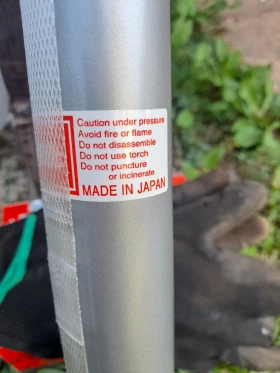 Caution under pressure
Avoid fire or flame
Do not disassemble
Do not use torch
Do not puncture
or incinerate
MADE IN JAPAN